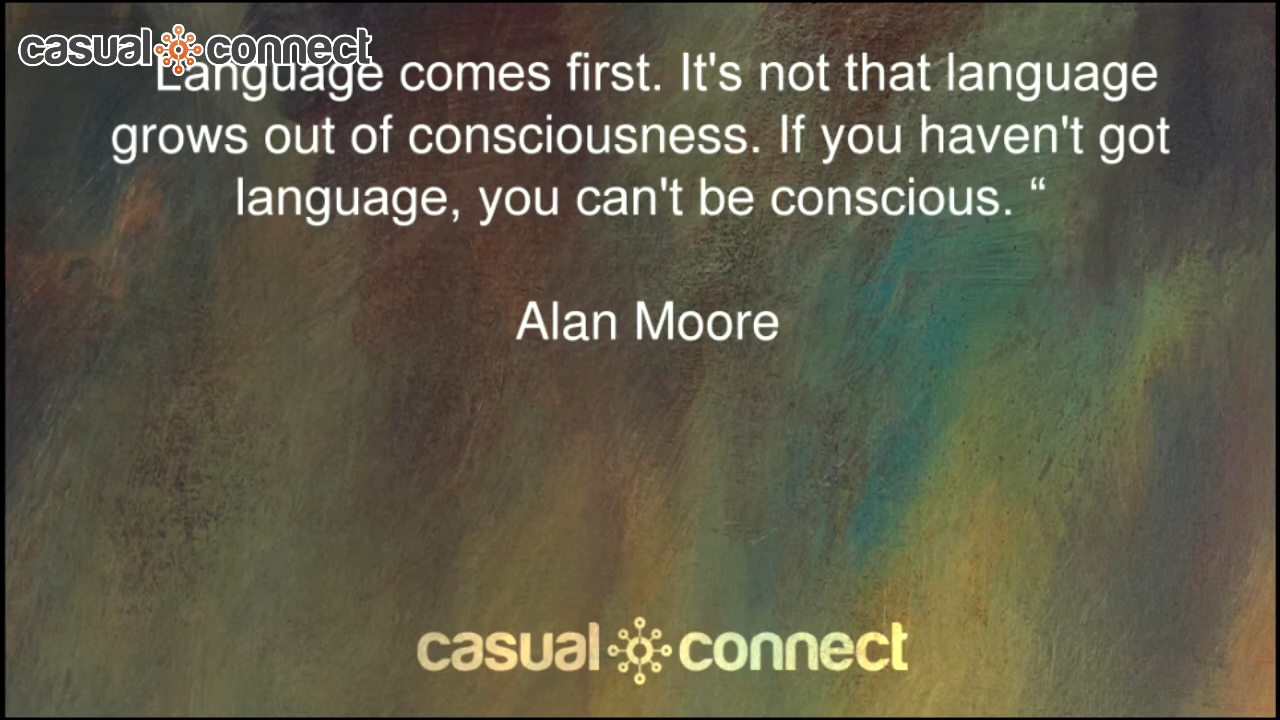 casual connect
Language comes first. It's not that language
grows out of consciousness. If you haven't got
language, you can't be conscious. “
Alan Moore
casual connect